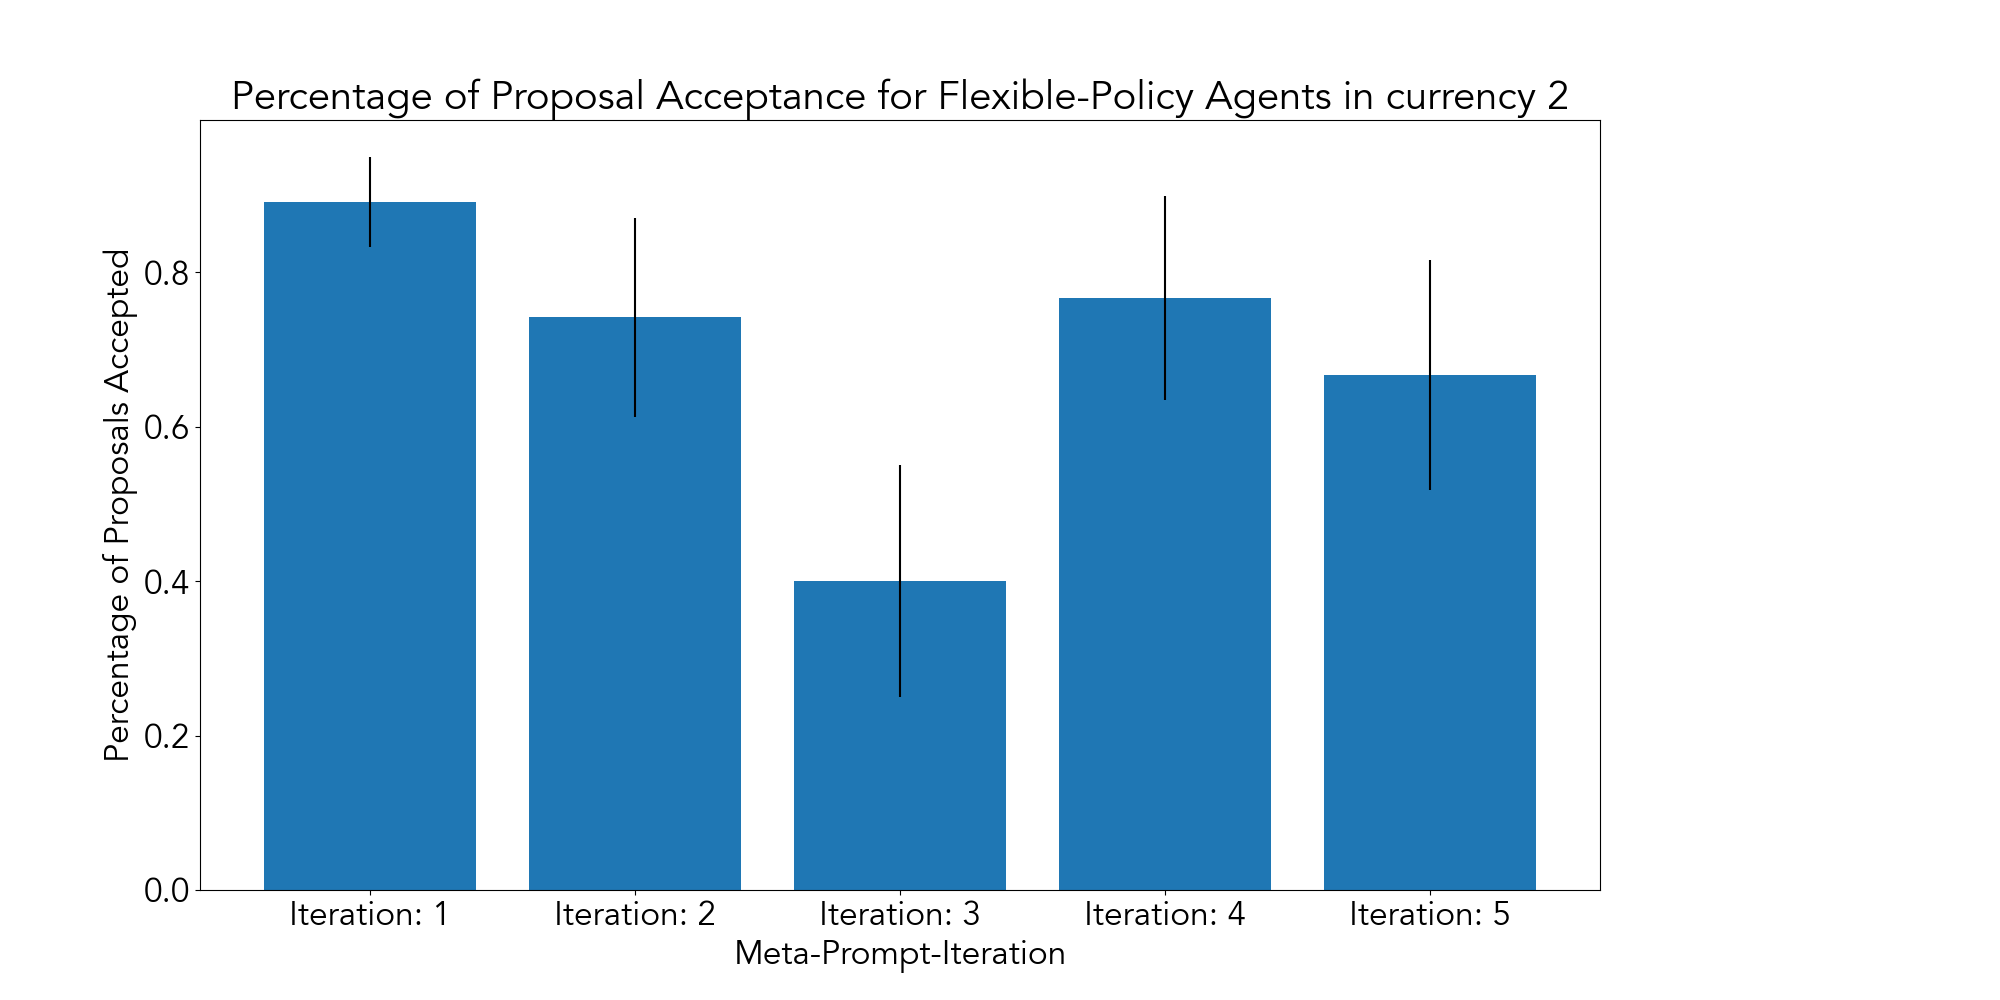 Percentage of Proposal Acceptance for Flexible-Policy Agents in currency 2
Percentage of Proposals Accepted
0.8
0.6
0.4
0.2
0.0
Iteration: 1
Iteration: 2
Iteration: 3
Iteration: 4
Iteration: 5
Meta-Prompt-Iteration